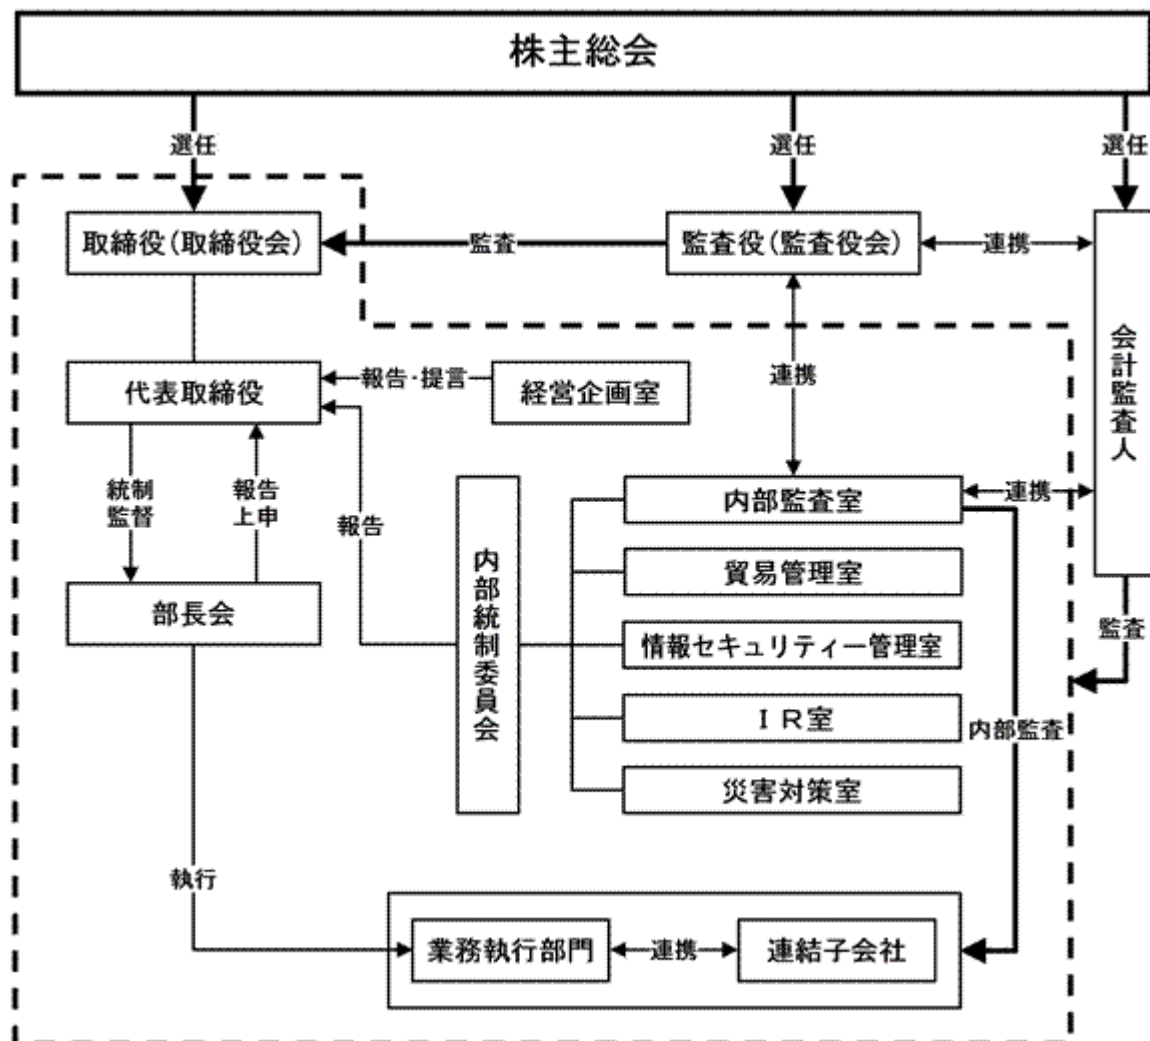 株主総会
選任
選任
選任
取締役(取締役会)
監査
監査役(監査役会)
連携
会計監査人
代表取締役
報告・提言
経営企画室
連携
統制
監督
報告
上申
報告
内部統制委員会
内部監査室
連携
貿易管理室
部長会
情報セキュリティー管理室
監査
ＩＲ室
内部監査
災害対策室
執行
業務執行部門
連携
連結子会社